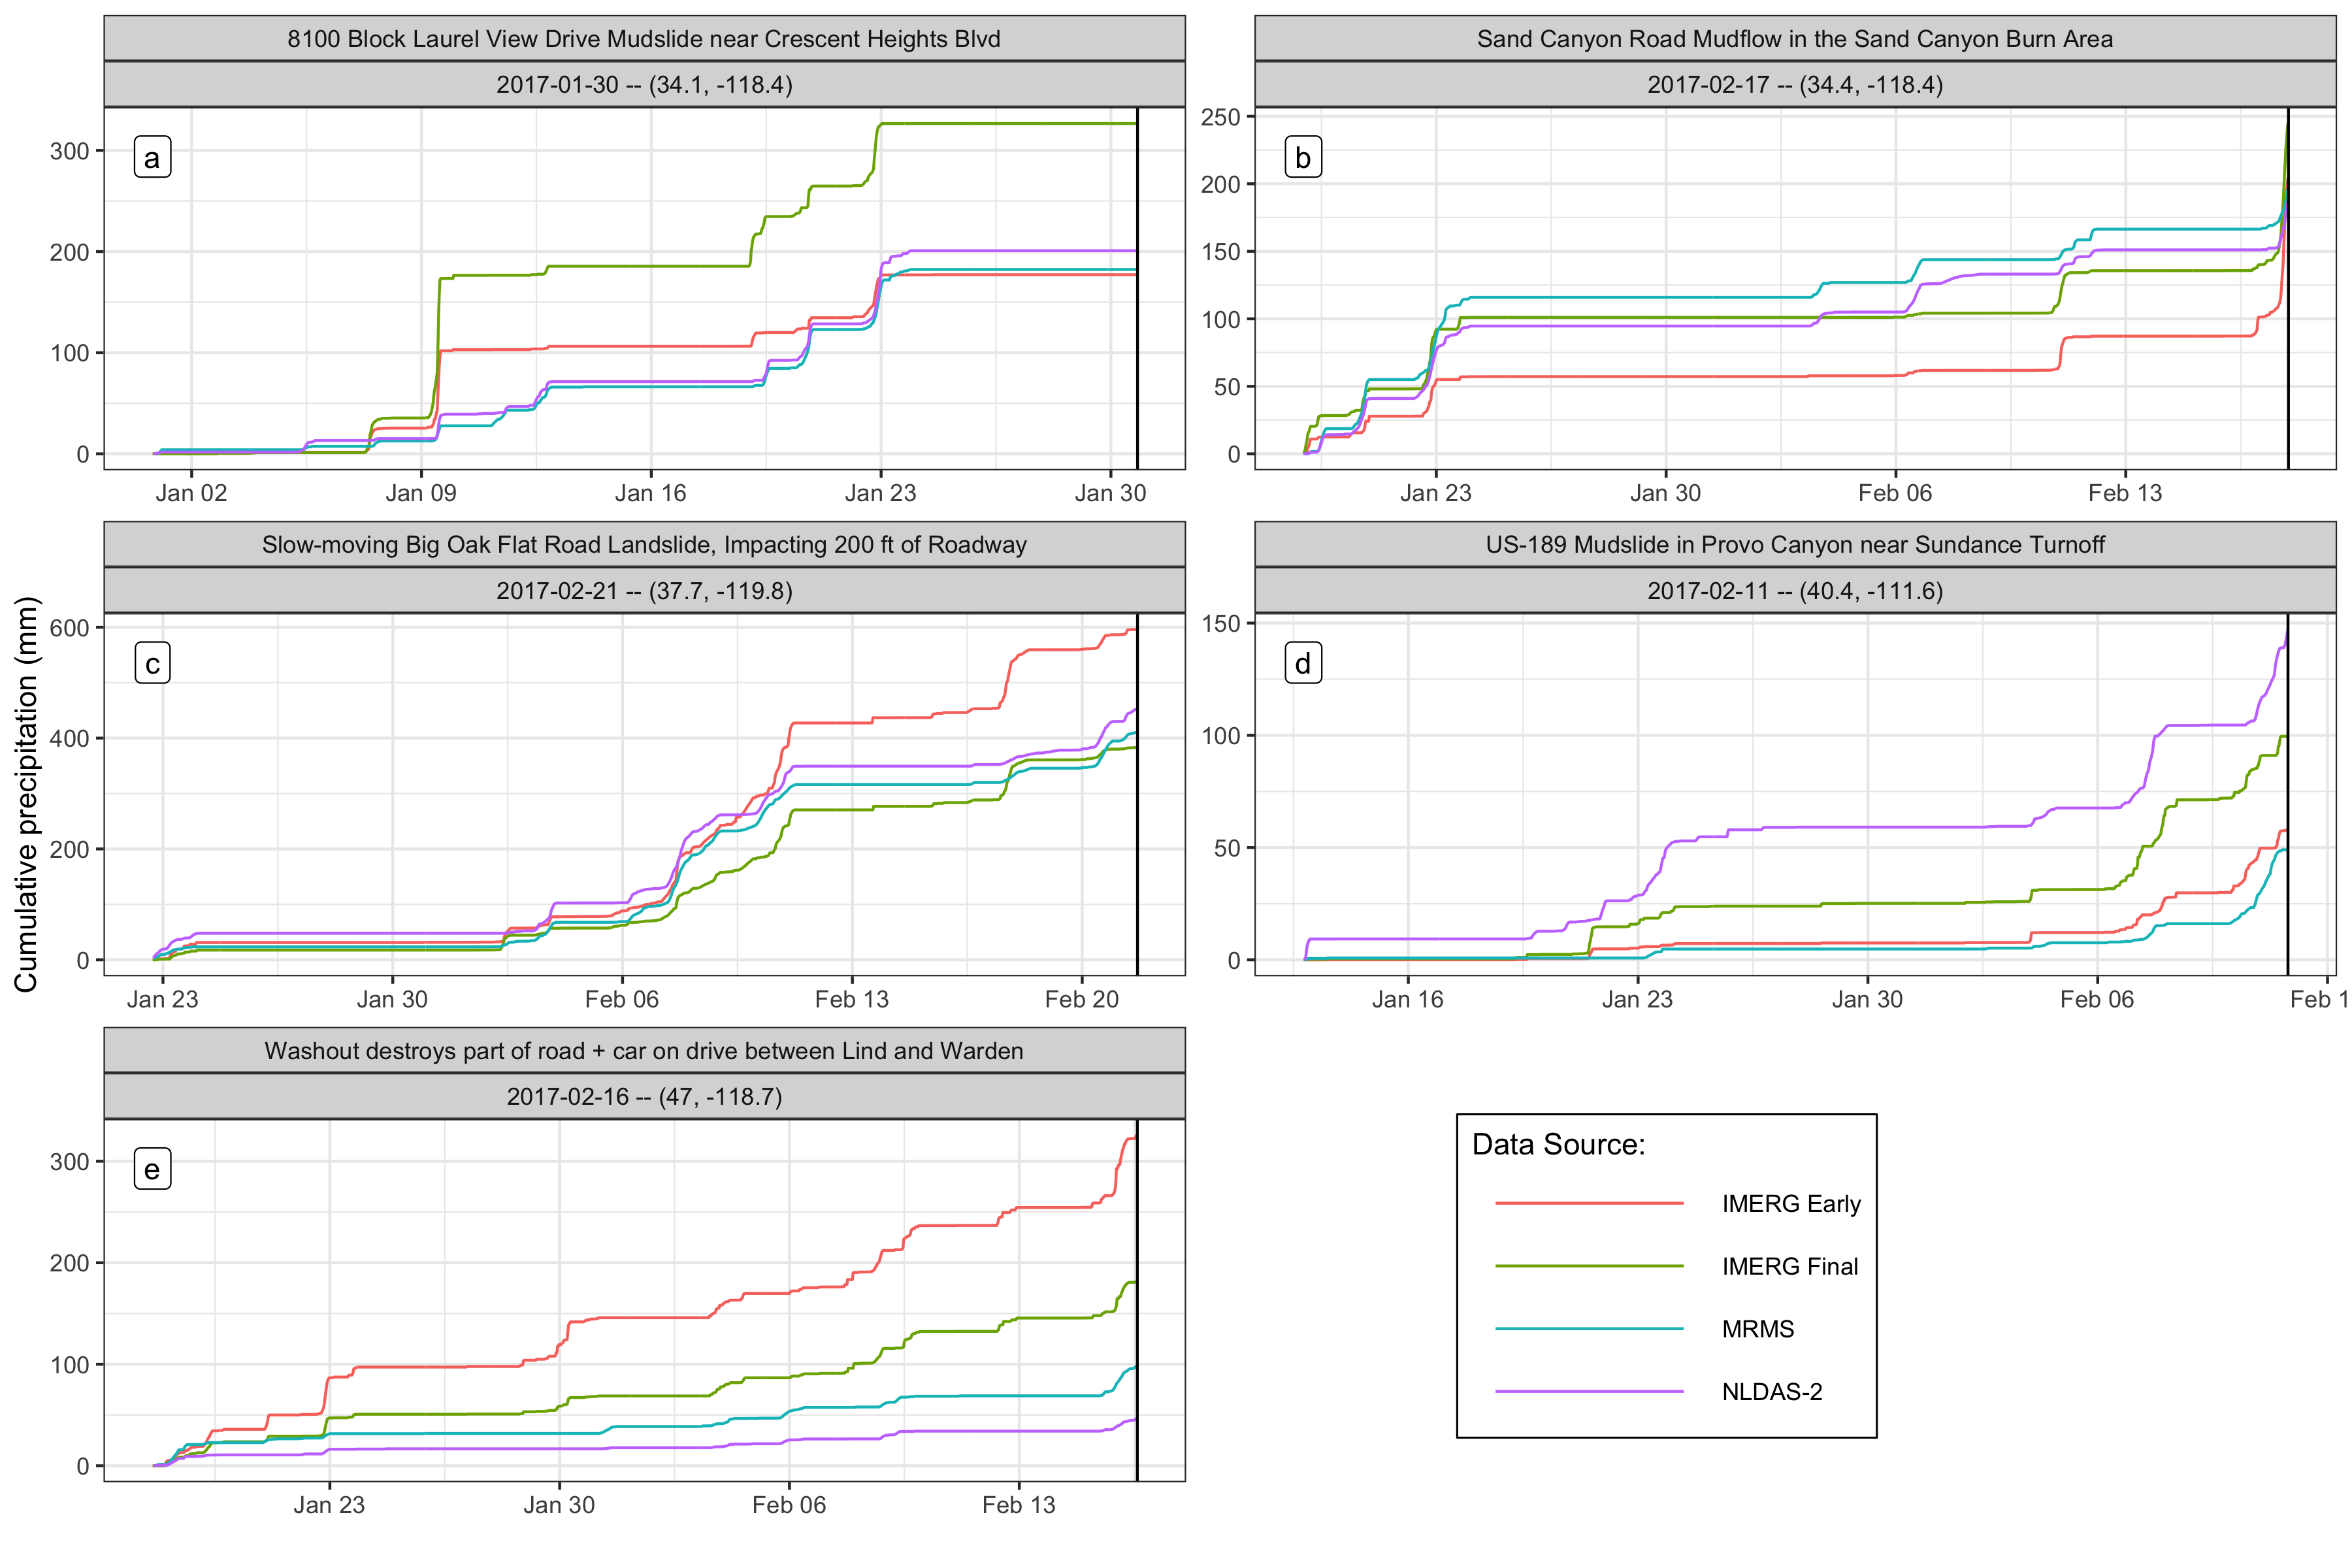 8100 Block Laurel View Drive Mudslide near Crescent Heights Blvd
2017-01-30 -- (34.1, -118.4)
a
300
200
100
0
Jan 02 Jan 09 Jan 16 Jan 23 Jan 30
Sand Canyon Road Mudflow in the Sand Canyon Burn Area
2017-02-17 -- (34.4, -118.4)
b
250
200
150
100
50
0
Jan 23 Jan 30 Feb 06 Feb 13
Cumulative precipitation (mm)
Slow-moving Big Oak Flat Road Landslide, Impacting 200 ft of Roadway
2017-02-21 -- (37.7, -119.8)
c
600
400
200
0
Jan 23 Jan 30 Feb 06 Feb 13 Feb 20
US-189 Mudslide in Provo Canyon near Sundance Turnoff
2017-02-11 -- (40.4, -111.6)
d
150
100
50
0
Jan 16 Jan 23 Jan 30 Feb 06 Feb 1
Washout destroys part of road + car on drive between Lind and Warden
2017-02-16 -- (47, -118.7)
e
300
200
100
0
Jan 23 Jan 30 Feb 06 Feb 13
Data Source:
IMERG Early
IMERG Final
MRMS
NLDAS-2